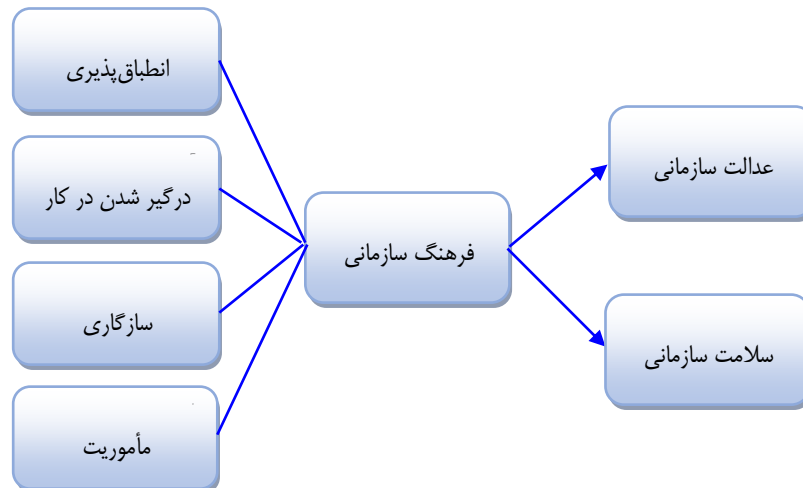 انطباق‌پذیری
درگیر شدن در کار
سازگاری
مأموریت
فرهنگ سازمانی
عدالت سازمانی
سلامت سازمانی